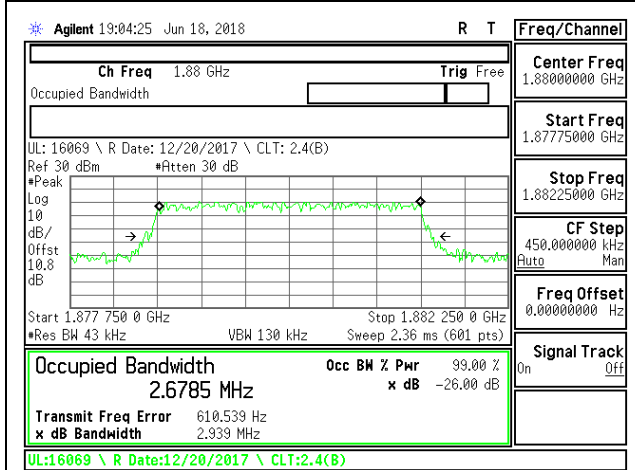 Agilent 19:04:25 Jun 18, 2018 R T Freq/Channel
Ch Freq 1.88 GHz Trig Free
Occupied Bandwidth
Center Freq
1.88000000 GHz
Start Freq
1.87775000 GHz
Stop Freq
1.88225000 GHz
CF Step
450.000000 kHz
Auto Man
Freq Offset
0.00000000 Hz
Signal Track
On Off
UL: 16069 \ R Date: 12/20/2017 \ CLT: 2.4(B)
Ref 30 dBm #Atten 30 dB
#Peak
Log
10
dB/
Offst
10.8
dB
Start 1.877 750 0 GHz Stop 1.882 250 0 GHz
#Res BW 43 kHz VBW 130 kHz Sweep 2.36 ms (601 pts)
Occupied Bandwidth Occ BW % Pwr 99.00 %
2.6785 MHz x dB -26.00 dB
Transmit Freq Error 610.539 Hz
x dB Bandwidth 2.939 MHz
UL:16069 \ R Date:12/20/2017 \ CLT:2.4(B)